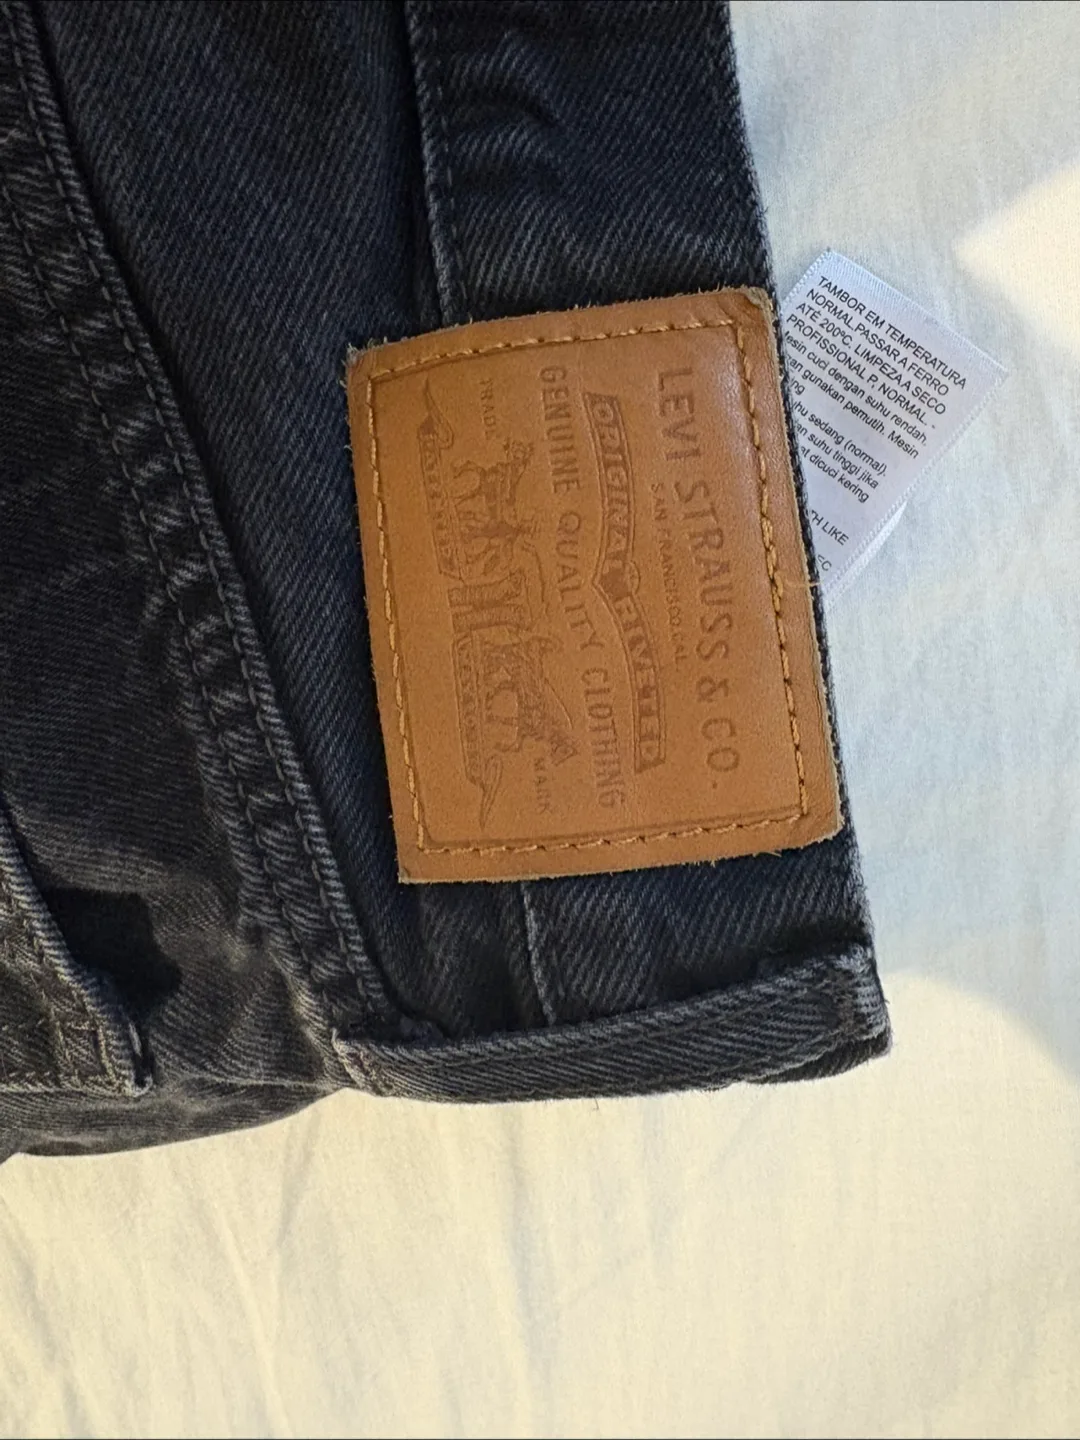 LEVI STRAUSS & CO.
SAN FRANCISCO, CAL.
ORIGINAL RIVETED
GENUINE QUALITY CLOTHING
TRADE MARK
TAMBOR EM TEMPERATURA
NORMAL.PASSAR A FERRO
ATÉ 200ºC. LIMPEZA A SECO
PROFISSIONAL P, NORMAL. -
Mesin cuci dengan suhu rendah.
gunakan pemutih. Mesin
suhu sedang (normal).
suhu tinggi jika
dicuci kering
LIKE